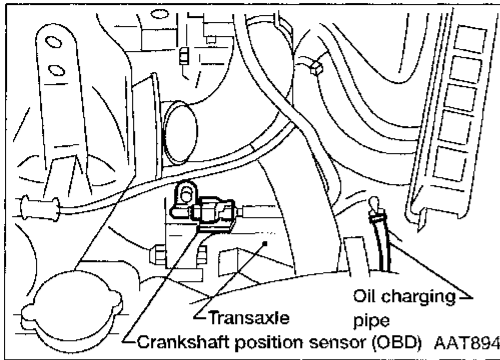 Transaxle
Oil charging
pipe
Crankshaft position sensor (OBD) AAT894